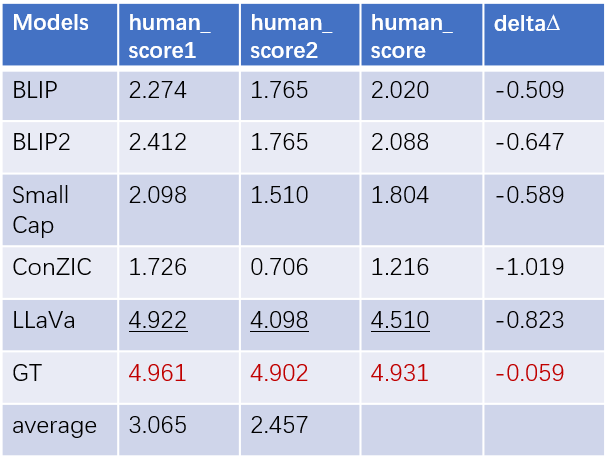 Models human_ human_ human_ deltaΔ
score1 score2 score
BLIP 2.274 1.765 2.020 -0.509
BLIP2 2.412 1.765 2.088 -0.647
Small 2.098 1.510 1.804 -0.589
Cap
ConZIC 1.726 0.706 1.216 -1.019
LLaVa 4.922 4.098 4.510 -0.823
GT 4.961 4.902 4.931 -0.059
average 3.065 2.457